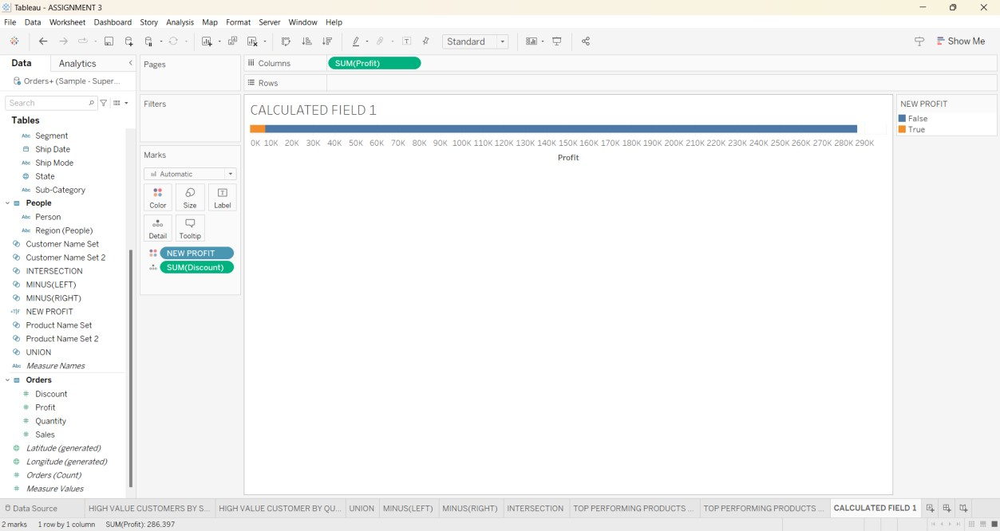 Tableau - ASSIGNMENT 3
File Data Worksheet Dashboard Story Analysis Map Format Server Window Help
Standard
Show Me
Data Analytics
Orders+ (Sample - Super...
Search
Tables
Abc Segment
Ship Date
Abc Ship Mode
State
Abc Sub-Category
People
Abc Person
Abc Region (People)
Customer Name Set
Customer Name Set 2
INTERSECTION
MINUS(LEFT)
MINUS(RIGHT)
=T|F NEW PROFIT
Product Name Set
Product Name Set 2
UNION
Abc Measure Names
Orders
# Discount
# Profit
# Quantity
# Sales
Latitude (generated)
Longitude (generated)
# Orders (Count)
# Measure Values
Pages
Filters
Marks
Automatic
Color Size Label
Detail Tooltip
NEW PROFIT
SUM(Discount)
Columns SUM(Profit)
Rows
CALCULATED FIELD 1
0K 10K 20K 30K 40K 50K 60K 70K 80K 90K 100K 110K 120K 130K 140K 150K 160K 170K 180K 190K 200K 210K 220K 230K 240K 250K 260K 270K 280K 290K
Profit
NEW PROFIT
False
True
Data Source HIGH VALUE CUSTOMERS BY S... HIGH VALUE CUSTOMER BY QU... UNION MINUS(LEFT) MINUS(RIGHT) INTERSECTION TOP PERFORMING PRODUCTS ... TOP PERFORMING PRODUCTS ... CALCULATED FIELD 1
2 marks 1 row by 1 column SUM(Profit): 286,397